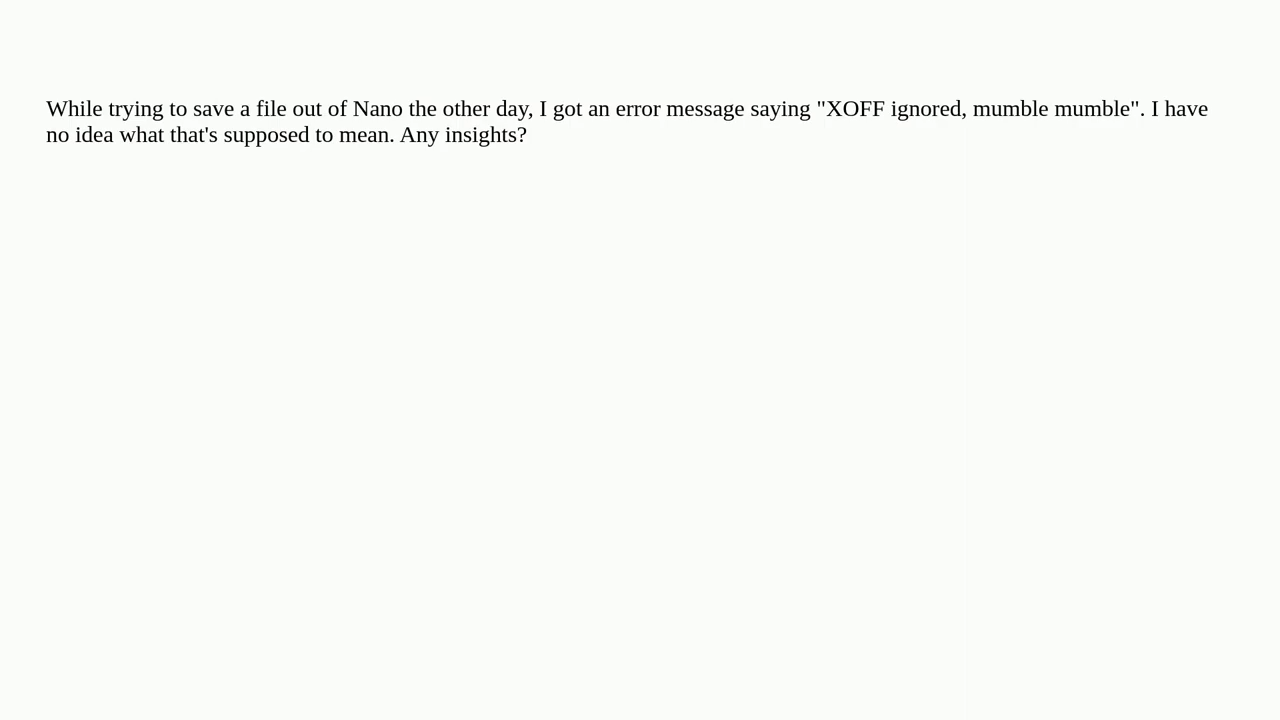 While trying to save a file out of Nano the other day, I got an error message saying "XOFF ignored, mumble mumble". I have
no idea what that's supposed to mean. Any insights?